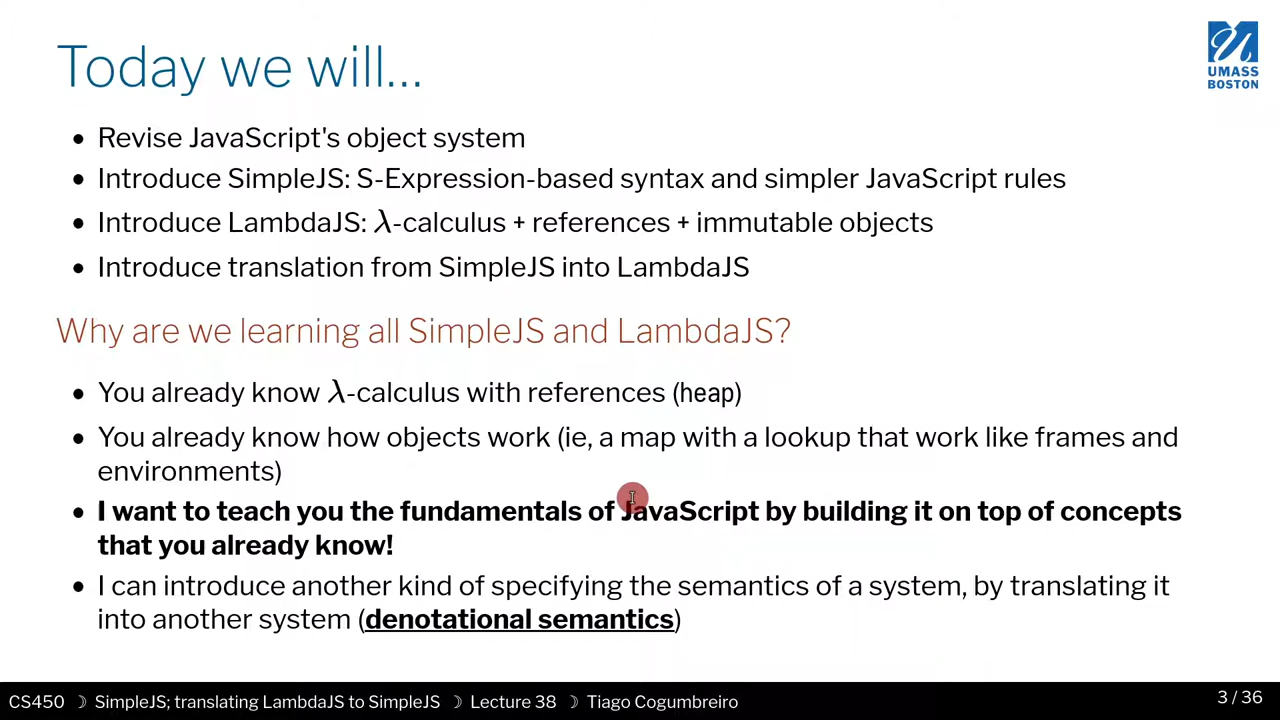 Today we will...
UMASS
BOSTON
• Revise JavaScript's object system
• Introduce SimpleJS: S-Expression-based syntax and simpler JavaScript rules
• Introduce LambdaJS: λ-calculus + references + immutable objects
• Introduce translation from SimpleJS into LambdaJS
Why are we learning all SimpleJS and LambdaJS?
• You already know λ-calculus with references (heap)
• You already know how objects work (ie, a map with a lookup that work like frames and
environments)
• I want to teach you the fundamentals of JavaScript by building it on top of concepts
that you already know!
• I can introduce another kind of specifying the semantics of a system, by translating it
into another system (denotational semantics)
CS450 ☽ SimpleJS; translating LambdaJS to SimpleJS ☽ Lecture 38 ☽ Tiago Cogumbreiro
3 / 36